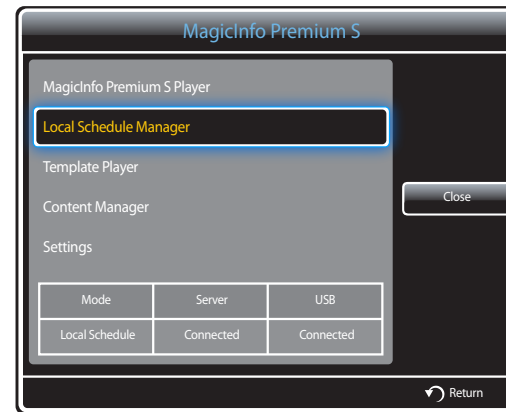 MagicInfo Premium S
MagicInfo Premium S Player
Local Schedule Manager
Template Player
Close
Content Manager
Settings
Mode Server USB
Local Schedule Connected Connected
Return